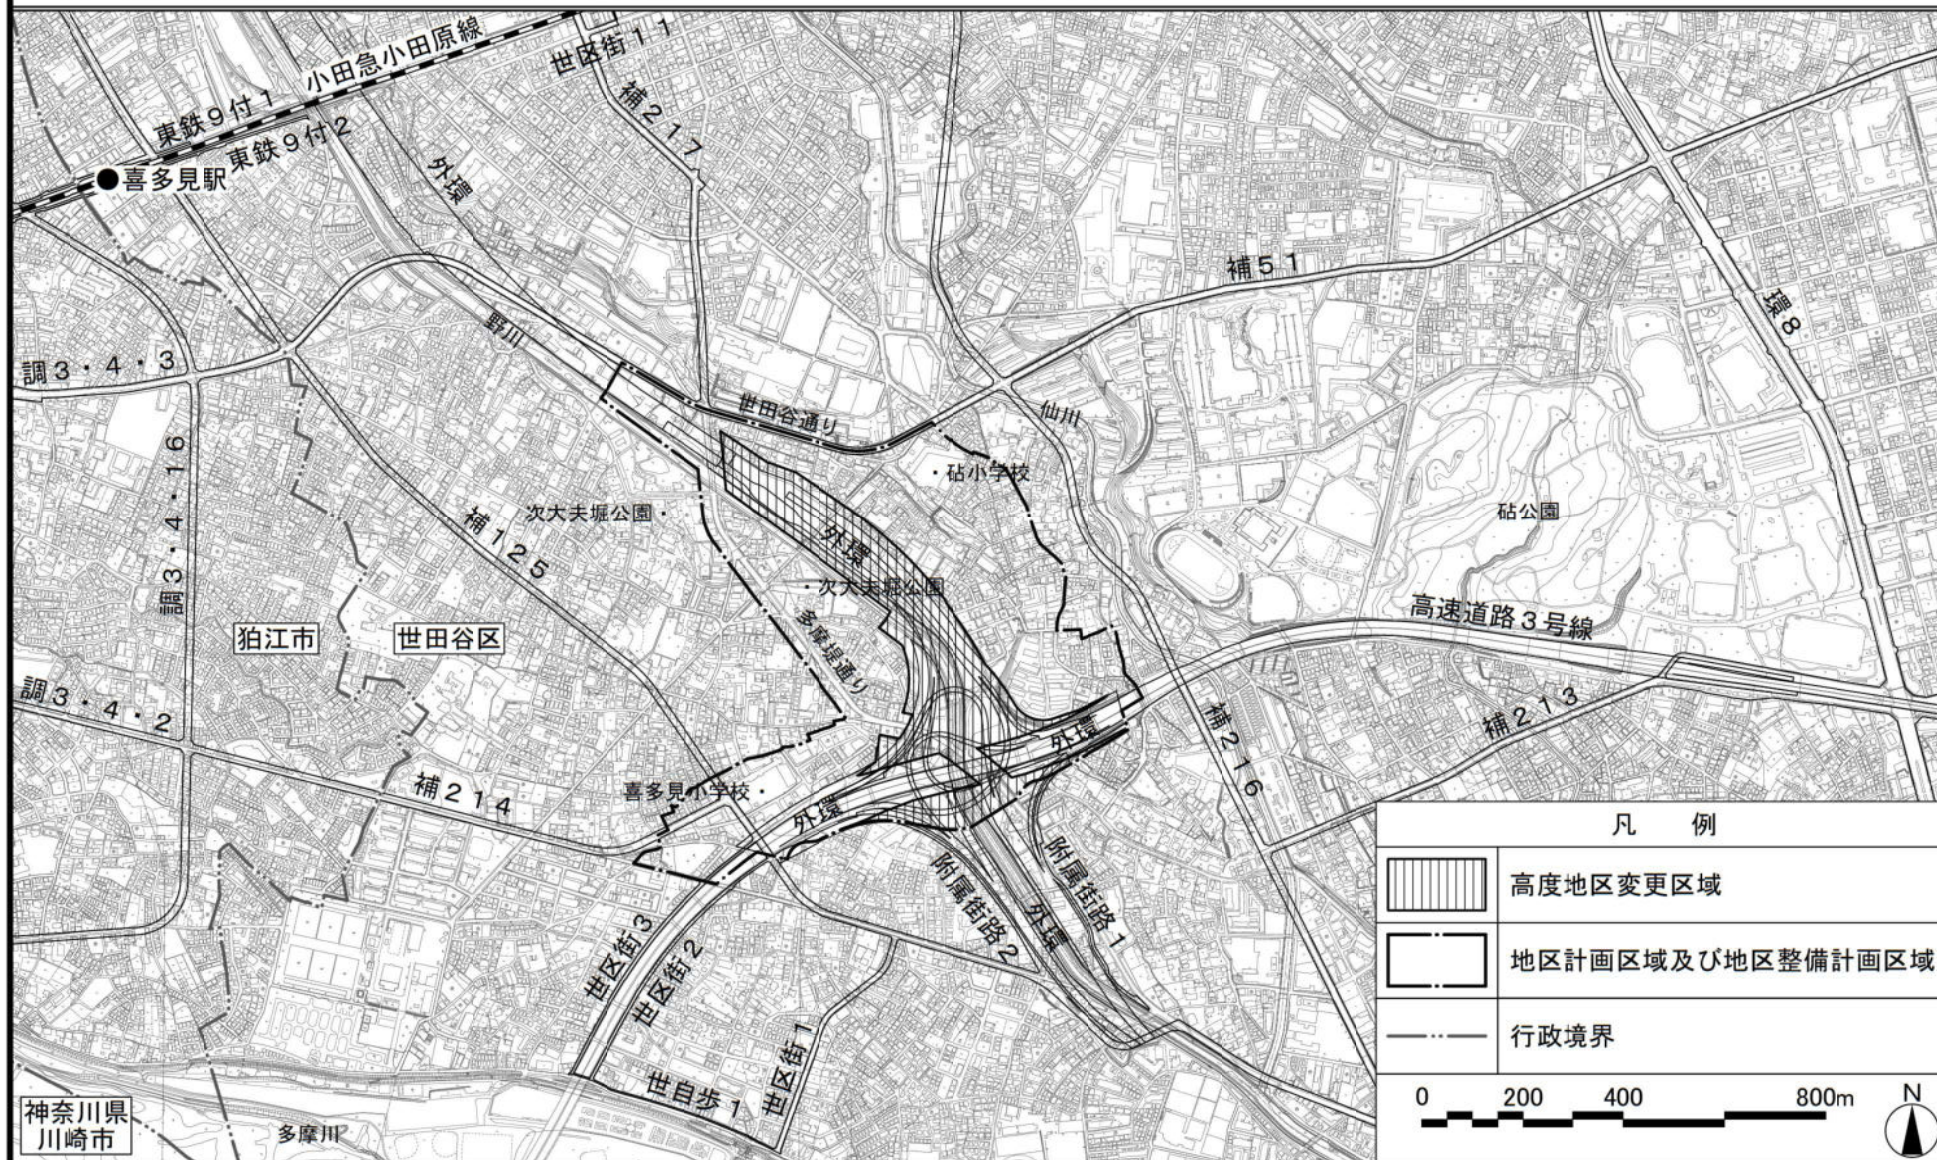 小田急小田原線
世区街11
東鉄9付1
東鉄9付2
補217
喜多見駅
外環
補51
環8
野川
調3・4・3
世田谷通り
仙川
・砧小学校
調3・4・16
次大夫堀公園・
補125
砧公園
外環
・次大夫堀公園
多摩堤通り
高速道路3号線
狛江市
世田谷区
調3・4・2
補216
補213
外環
補214
喜多見小学校・
外環
附属街路1
附属街路2
外環
世区街3
世区街2
世区街1
世自歩1
神奈川県
川崎市
多摩川
凡 例
高度地区変更区域
地区計画区域及び地区整備計画区域
行政境界
0 200 400 800m
N